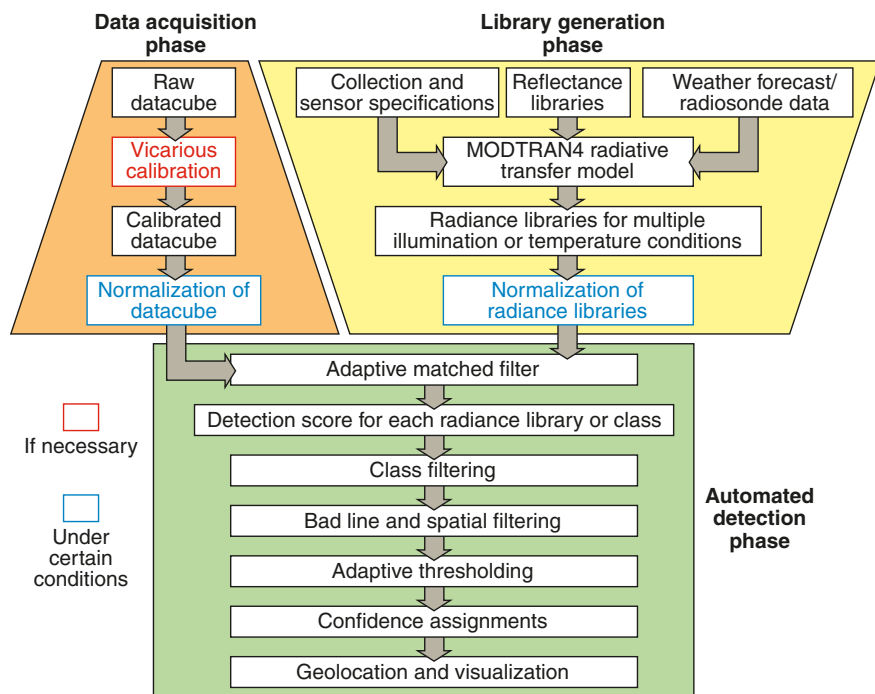 Data acquisition
phase
Raw
datacube
Vicarious
calibration
Calibrated
datacube
Normalization of
datacube
Library generation
phase
Collection and
sensor specifications
Reflectance
libraries
Weather forecast/
radiosonde data
MODTRAN4 radiative
transfer model
Radiance libraries for multiple
illumination or temperature conditions
Normalization of
radiance libraries
Adaptive matched filter
Detection score for each radiance library or class
Class filtering
Bad line and spatial filtering
Adaptive thresholding
Confidence assignments
Geolocation and visualization
Automated
detection
phase
If necessary
Under
certain
conditions